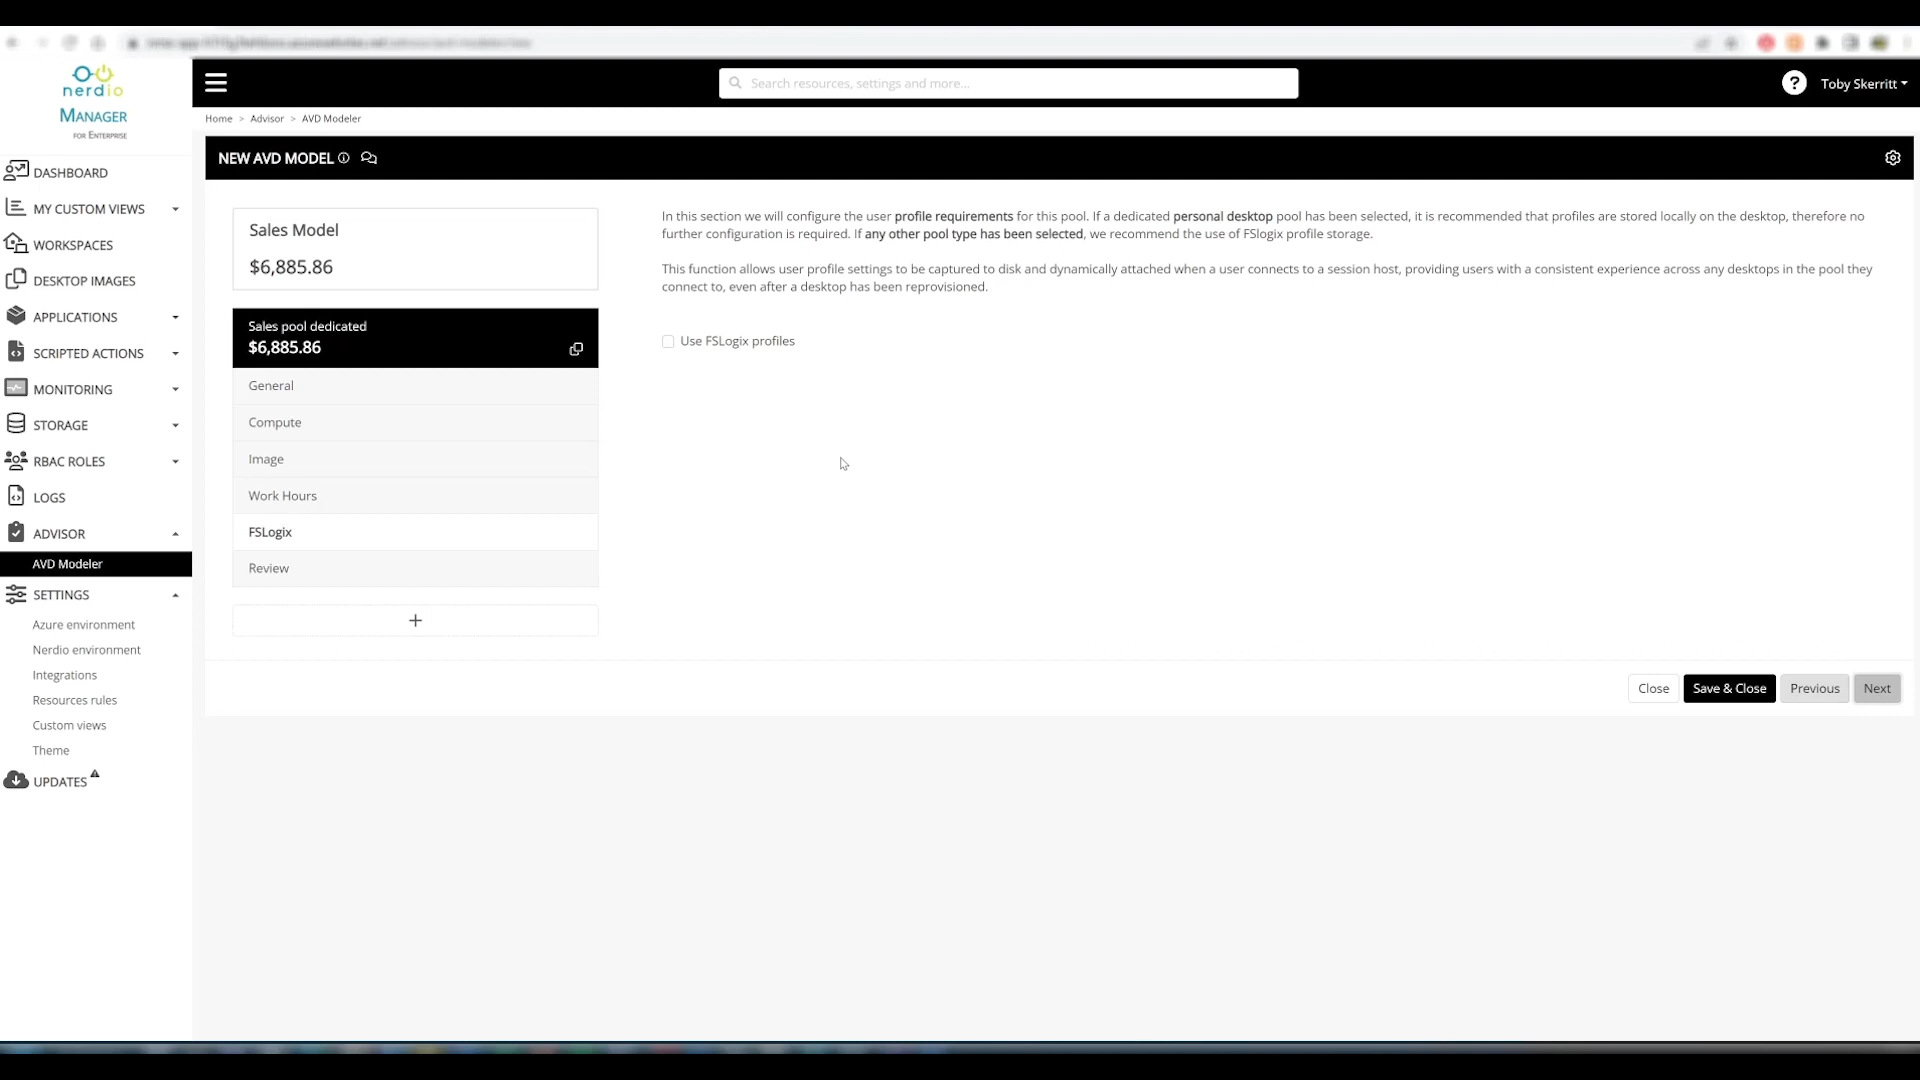 nerdio
MANAGER
FOR ENTERPRISE
Search resources, settings and more...
?
Toby Skerritt
Home > Advisor > AVD Modeler
NEW AVD MODEL
DASHBOARD
MY CUSTOM VIEWS
WORKSPACES
DESKTOP IMAGES
APPLICATIONS
SCRIPTED ACTIONS
MONITORING
STORAGE
RBAC ROLES
LOGS
ADVISOR
AVD Modeler
SETTINGS
Azure environment
Nerdio environment
Integrations
Resources rules
Custom views
Theme
UPDATES
Sales Model
$6,885.86
Sales pool dedicated
$6,885.86
General
Compute
Image
Work Hours
FSLogix
Review
+
In this section we will configure the user profile requirements for this pool. If a dedicated personal desktop pool has been selected, it is recommended that profiles are stored locally on the desktop, therefore no
further configuration is required. If any other pool type has been selected, we recommend the use of FSlogix profile storage.
This function allows user profile settings to be captured to disk and dynamically attached when a user connects to a session host, providing users with a consistent experience across any desktops in the pool they
connect to, even after a desktop has been reprovisioned.
Use FSLogix profiles
Close
Save & Close
Previous
Next